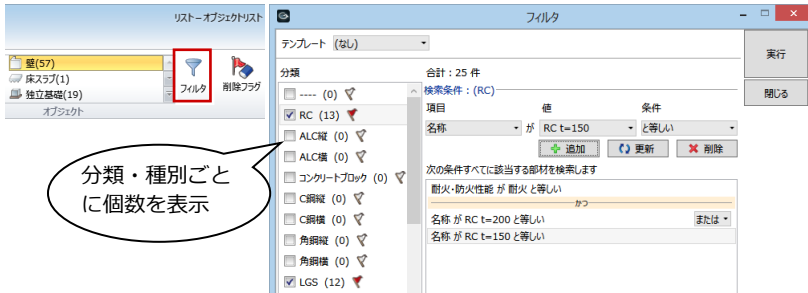 リスト－オブジェクトリスト
壁(57)
床スラブ(1)
独立基礎(19)
フィルタ
削除フラグ
オブジェクト
分類・種別ごと
に個数を表示
フィルタ
テンプレート (なし)
実行
閉じる
分類
---- (0)
RC (13)
ALC縦 (0)
ALC横 (0)
コンクリートブロック (0)
C鋼縦 (0)
C鋼横 (0)
角鋼縦 (0)
角鋼横 (0)
LGS (12)
合計：25 件
検索条件：(RC)
項目 値 条件
名称 が RC t=150 と等しい
追加 更新 削除
次の条件すべてに該当する部材を検索します
耐火・防火性能 が 耐火 と等しい
かつ
名称 が RC t=200 と等しい または
名称 が RC t=150 と等しい